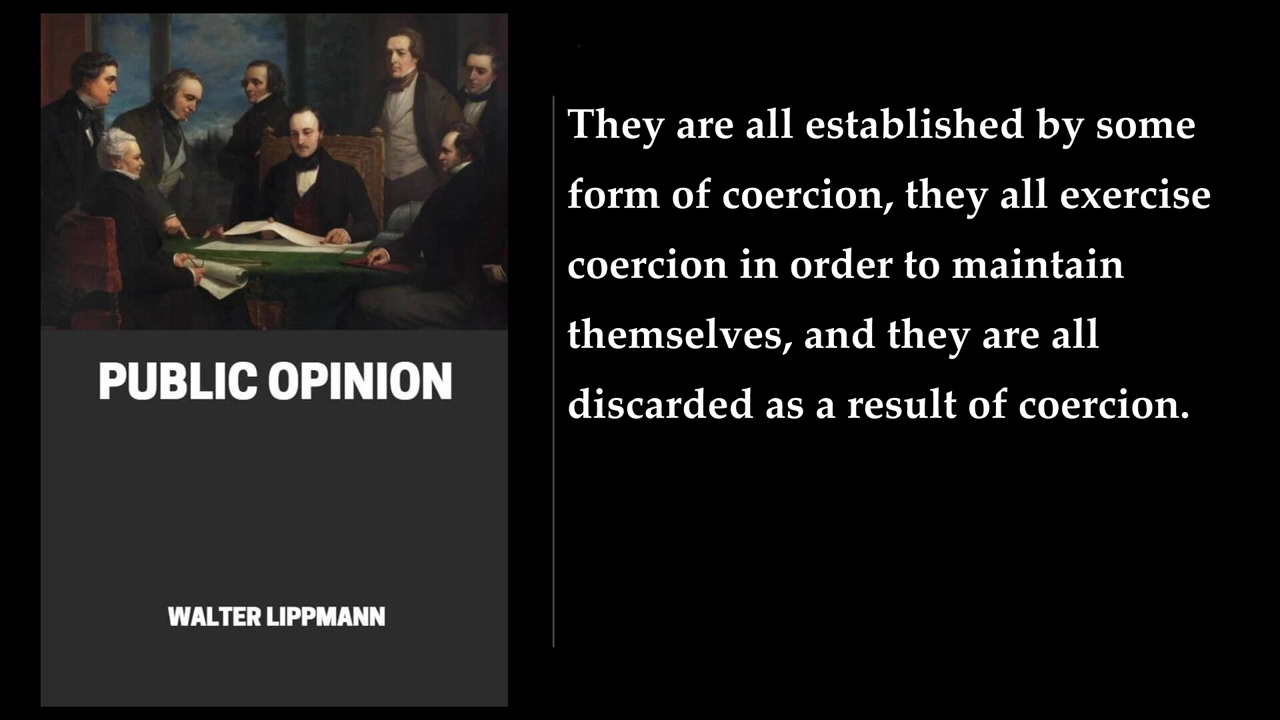 PUBLIC OPINION
WALTER LIPPMANN
They are all established by some
form of coercion, they all exercise
coercion in order to maintain
themselves, and they are all
discarded as a result of coercion.